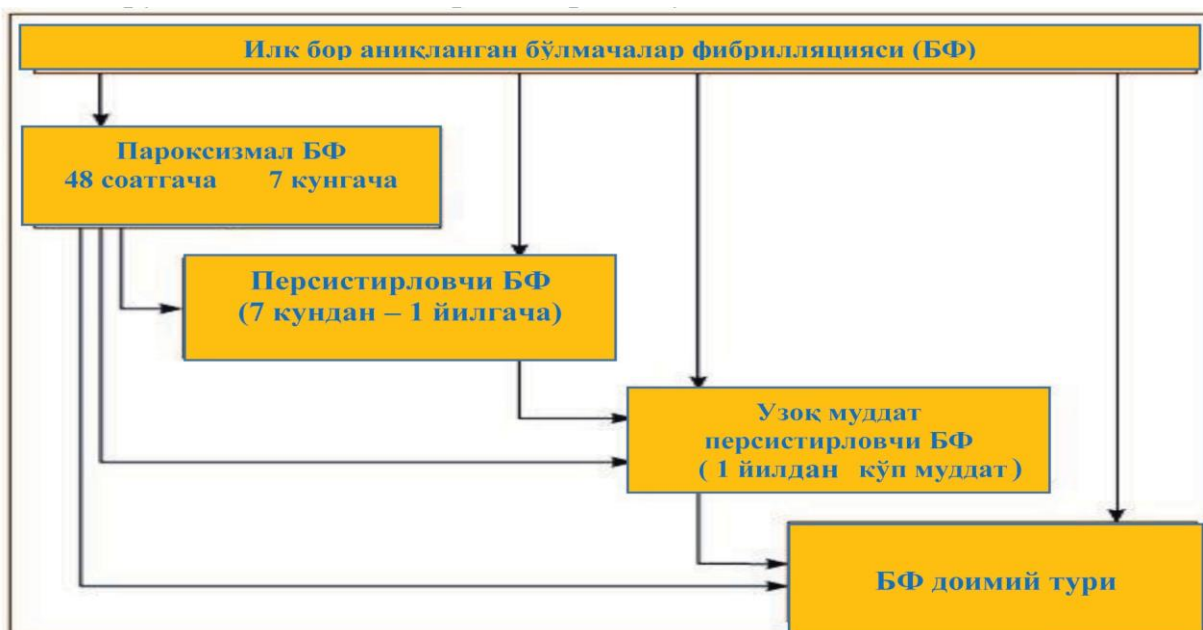 Илк бор аниқланган бўлмачалар фибрилляцияси (БФ)
Пароксизмал БФ
48 соатгача 7 кунгача
Персистирловчи БФ
(7 кундан – 1 йилгача)
Узоқ муддат
персистирловчи БФ
( 1 йилдан кўп муддат )
БФ доимий тури